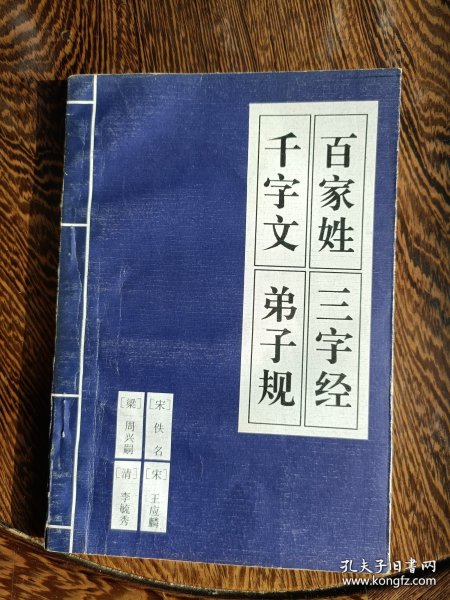 百家姓
三字经
千字文
弟子规
[宋] 佚名
[宋] 王应麟
[梁] 周兴嗣
[清] 李毓秀
孔夫子旧书网
www.kongfz.com